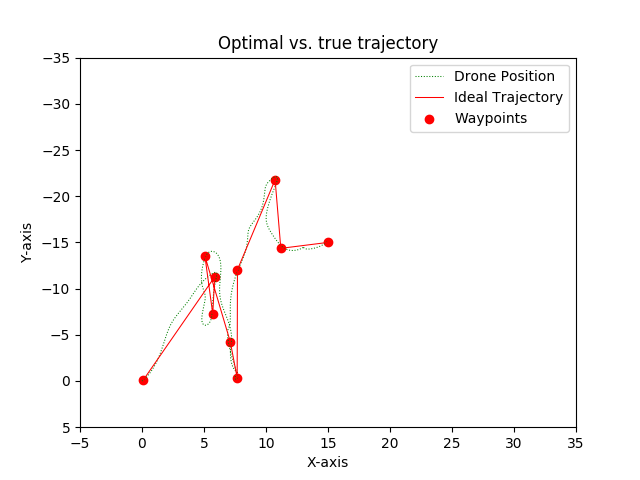 Optimal vs. true trajectory
Drone Position
Ideal Trajectory
Waypoints
Y-axis
−35
−30
−25
−20
−15
−10
−5
0
5
−5 0 5 10 15 20 25 30 35
X-axis